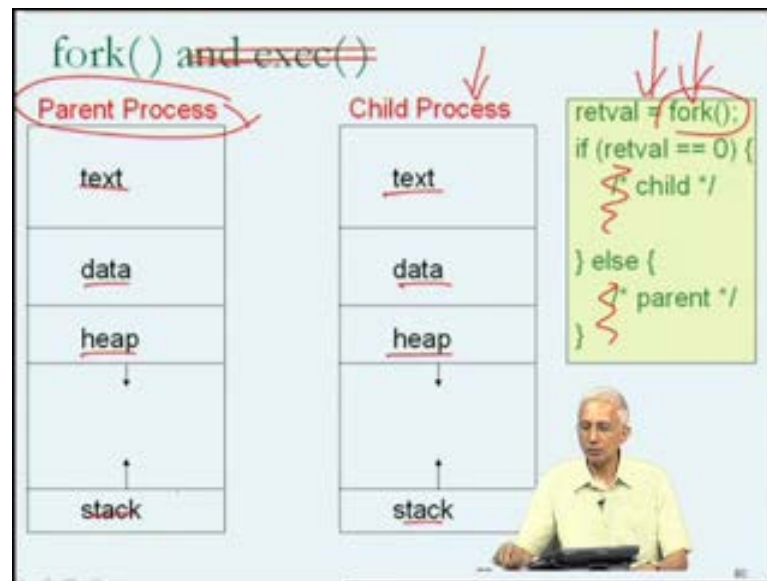 fork() and exec()
Parent Process
text
data
heap
stack
Child Process
text
data
heap
stack
retval = fork();
if (retval == 0) {
/* child */
} else {
/* parent */
}